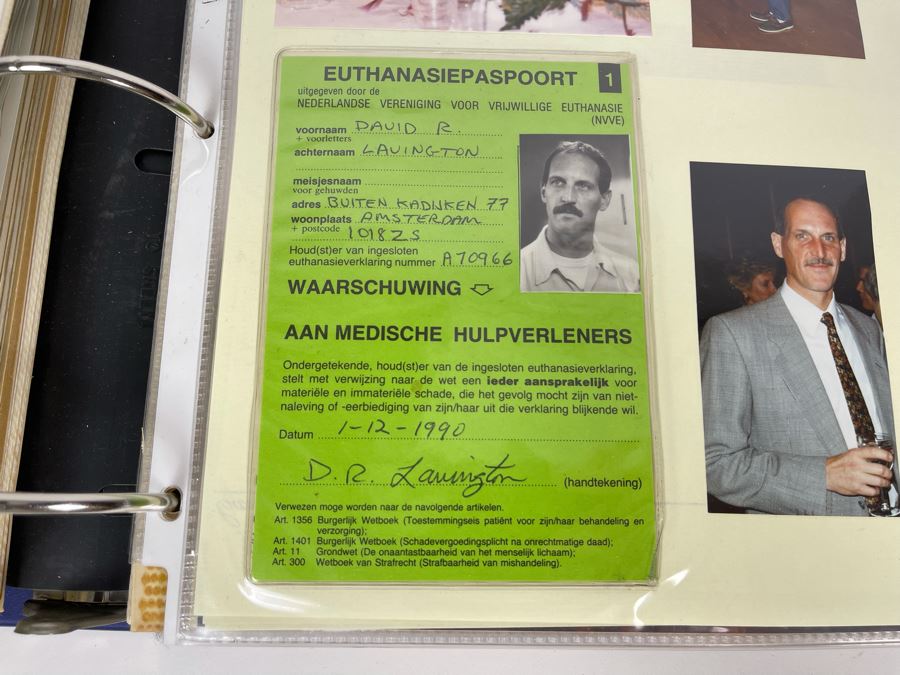 EUTHANASIEPASPOORT 1
uitgegeven door de
NEDERLANDSE VERENIGING VOOR VRIJWILLIGE EUTHANASIE
(NVVE)
voornaam DAVID R.
+ voorletters
achternaam LAVINGTON
meisjesnaam
voor gehuwden
adres BUITEN KADIJKEN 77
woonplaats AMSTERDAM
+ postcode 1018ZS
Houd(st)er van ingesloten
euthanasieverklaring nummer A70966
WAARSCHUWING
AAN MEDISCHE HULPVERLENERS
Ondergetekende, houd(st)er van de ingesloten euthanasieverklaring,
stelt met verwijzing naar de wet een ieder aansprakelijk voor
materiële en immateriële schade, die het gevolg mocht zijn van niet-
naleving of -eerbiediging van zijn/haar uit die verklaring blijkende wil.
Datum 1-12-1990
D.R. Lavington (handtekening)
Verwezen moge worden naar de navolgende artikelen.
Art. 1356 Burgerlijk Wetboek (Toestemmingseis patiënt voor zijn/haar behandeling en
verzorging);
Art. 1401 Burgerlijk Wetboek (Schadevergoedingsplicht na onrechtmatige daad);
Art. 11 Grondwet (De onaantastbaarheid van het menselijk lichaam);
Art. 300 Wetboek van Strafrecht (Strafbaarheid van mishandeling).